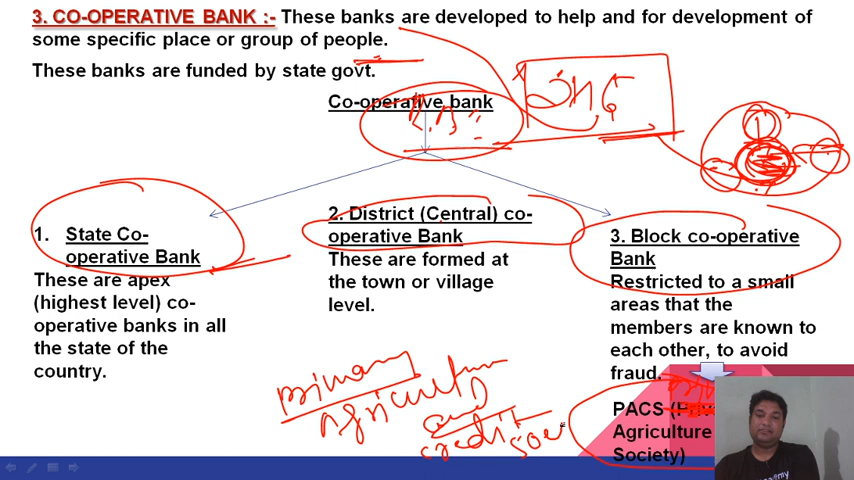 3. CO-OPERATIVE BANK :- These banks are developed to help and for development of
some specific place or group of people.
These banks are funded by state govt.
Co-operative bank
1. State Co-
operative Bank
These are apex
(highest level) co-
operative banks in all
the state of the
country.
2. District (Central) co-
operative Bank
These are formed at
the town or village
level.
3. Block co-operative
Bank
Restricted to a small
areas that the
members are known to
each other, to avoid
fraud.
PACS
Agriculture
Society)
primary
Agriculture
and
credit